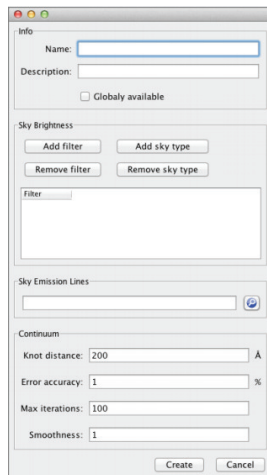 Info
Name:
Description:
Globaly available
Sky Brightness
Add filter Add sky type
Remove filter Remove sky type
Filter
Sky Emission Lines
Continuum
Knot distance: 200 Å
Error accuracy: 1 %
Max iterations: 100
Smoothness: 1
Create Cancel